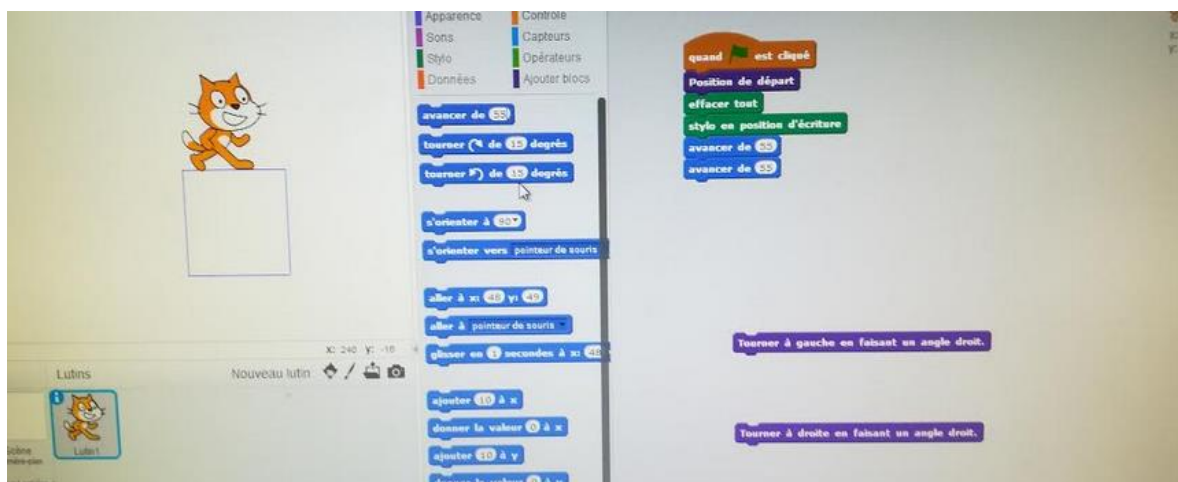 Apparence
Contrôle
Sons
Capteurs
Stylo
Opérateurs
Données
Ajouter blocs
avancer de 55
tourner de 15 degrés
tourner de 15 degrés
s'orienter à 90
s'orienter vers pointeur de souris
aller à x: 48 y: 49
aller à pointeur de souris
glisser en 1 secondes à x: 48
ajouter 10 à x
donner la valeur 0 à x
ajouter 10 à y
quand est cliqué
Position de départ
effacer tout
stylo en position d'écriture
avancer de 55
avancer de 55
Tourner à gauche en faisant un angle droit.
Tourner à droite en faisant un angle droit.
x: 240 y: -16
Lutins
Nouveau lutin
Lutin1